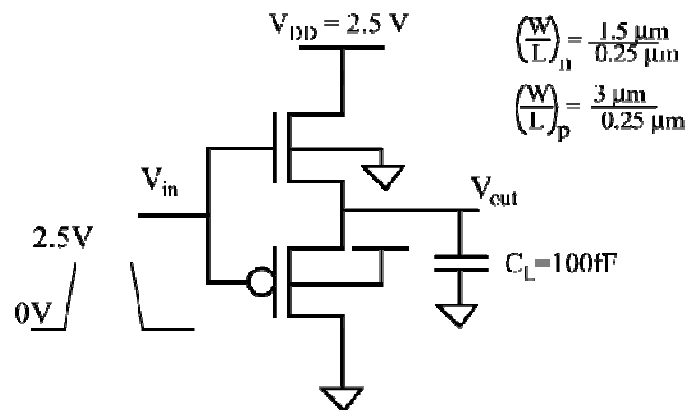 V_DD = 2.5 V
(W/L)_n = 1.5 µm / 0.25 µm
(W/L)_p = 3 µm / 0.25 µm
V_in
V_out
2.5V
0V
C_L=100fF